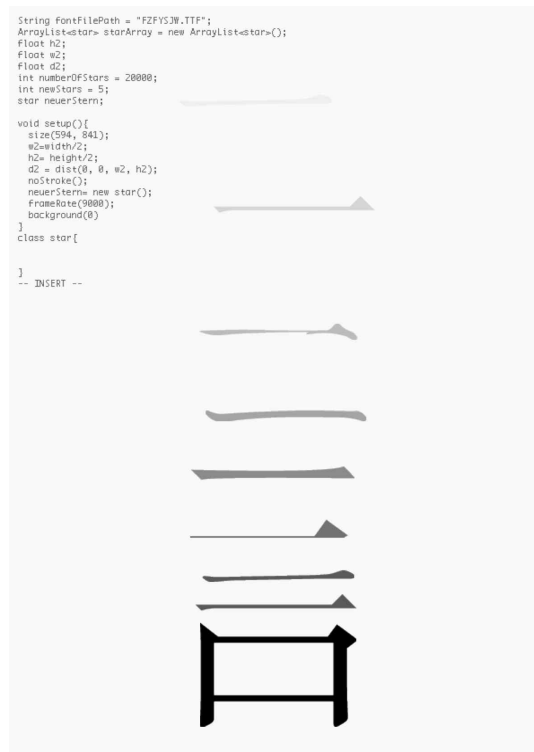 String fontFilePath = "FZFYSJW.TTF";
ArrayList<star> starArray = new ArrayList<star>();
float h2;
float w2;
float d2;
int numberOfStars = 20000;
int newStars = 5;
star neuerStern;
void setup(){
size(594, 841);
w2=width/2;
h2= height/2;
d2 = dist(0, 0, w2, h2);
noStroke();
neuerStern= new star();
frameRate(9000);
background(0)
}
class star{
}
-- INSERT --
口